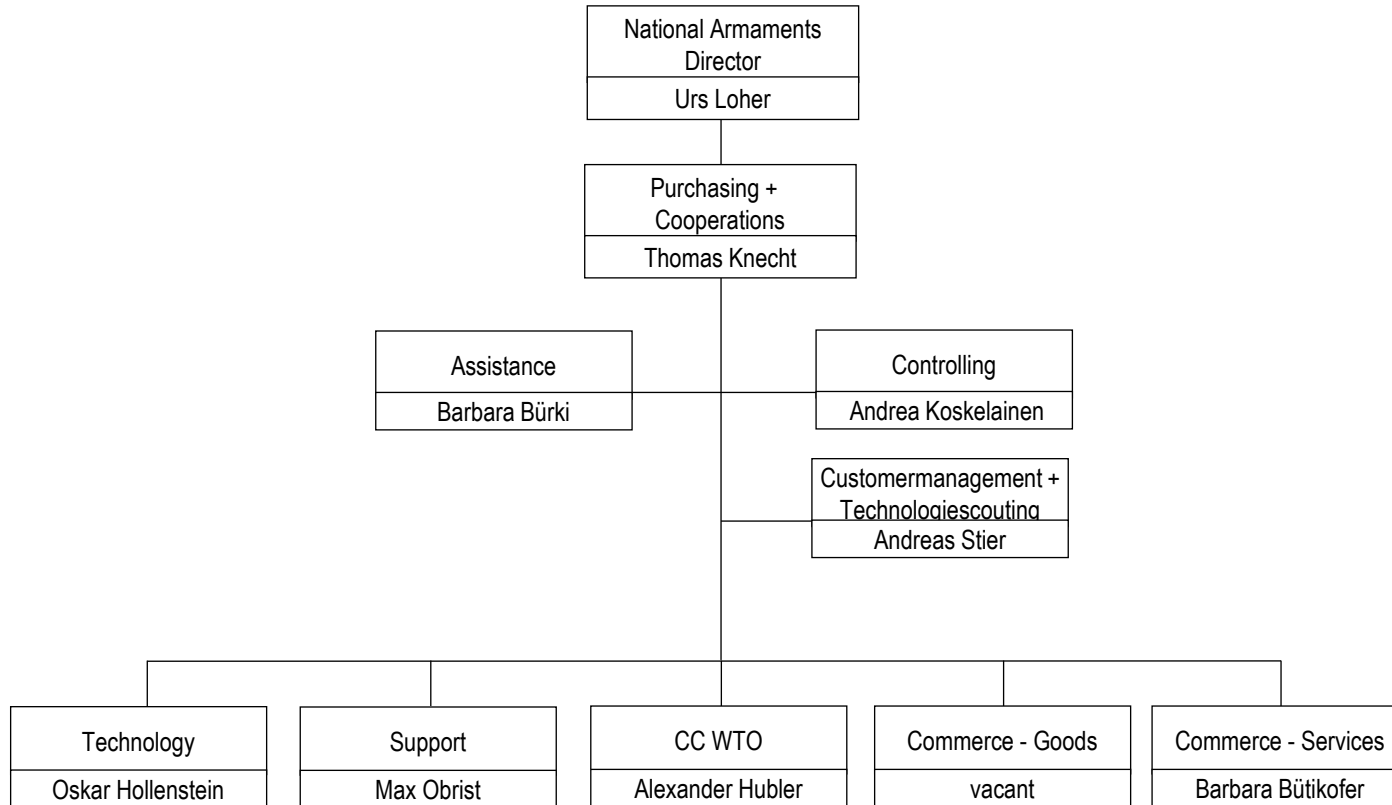 National Armaments
Director
Urs Loher
Purchasing +
Cooperations
Thomas Knecht
Assistance
Barbara Bürki
Controlling
Andrea Koskelainen
Customermanagement +
Technologiescouting
Andreas Stier
Technology
Oskar Hollenstein
Support
Max Obrist
CC WTO
Alexander Hubler
Commerce - Goods
vacant
Commerce - Services
Barbara Bütikofer